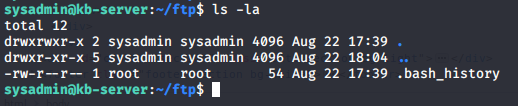 sysadmin@kb-server:~/ftp$ ls -la
total 12
drwxrwxr-x 2 sysadmin sysadmin 4096 Aug 22 17:39 .
drwxr-xr-x 5 sysadmin sysadmin 4096 Aug 22 18:04 ..
-rw-r--r-- 1 root     root       54 Aug 22 17:39 .bash_history
sysadmin@kb-server:~/ftp$